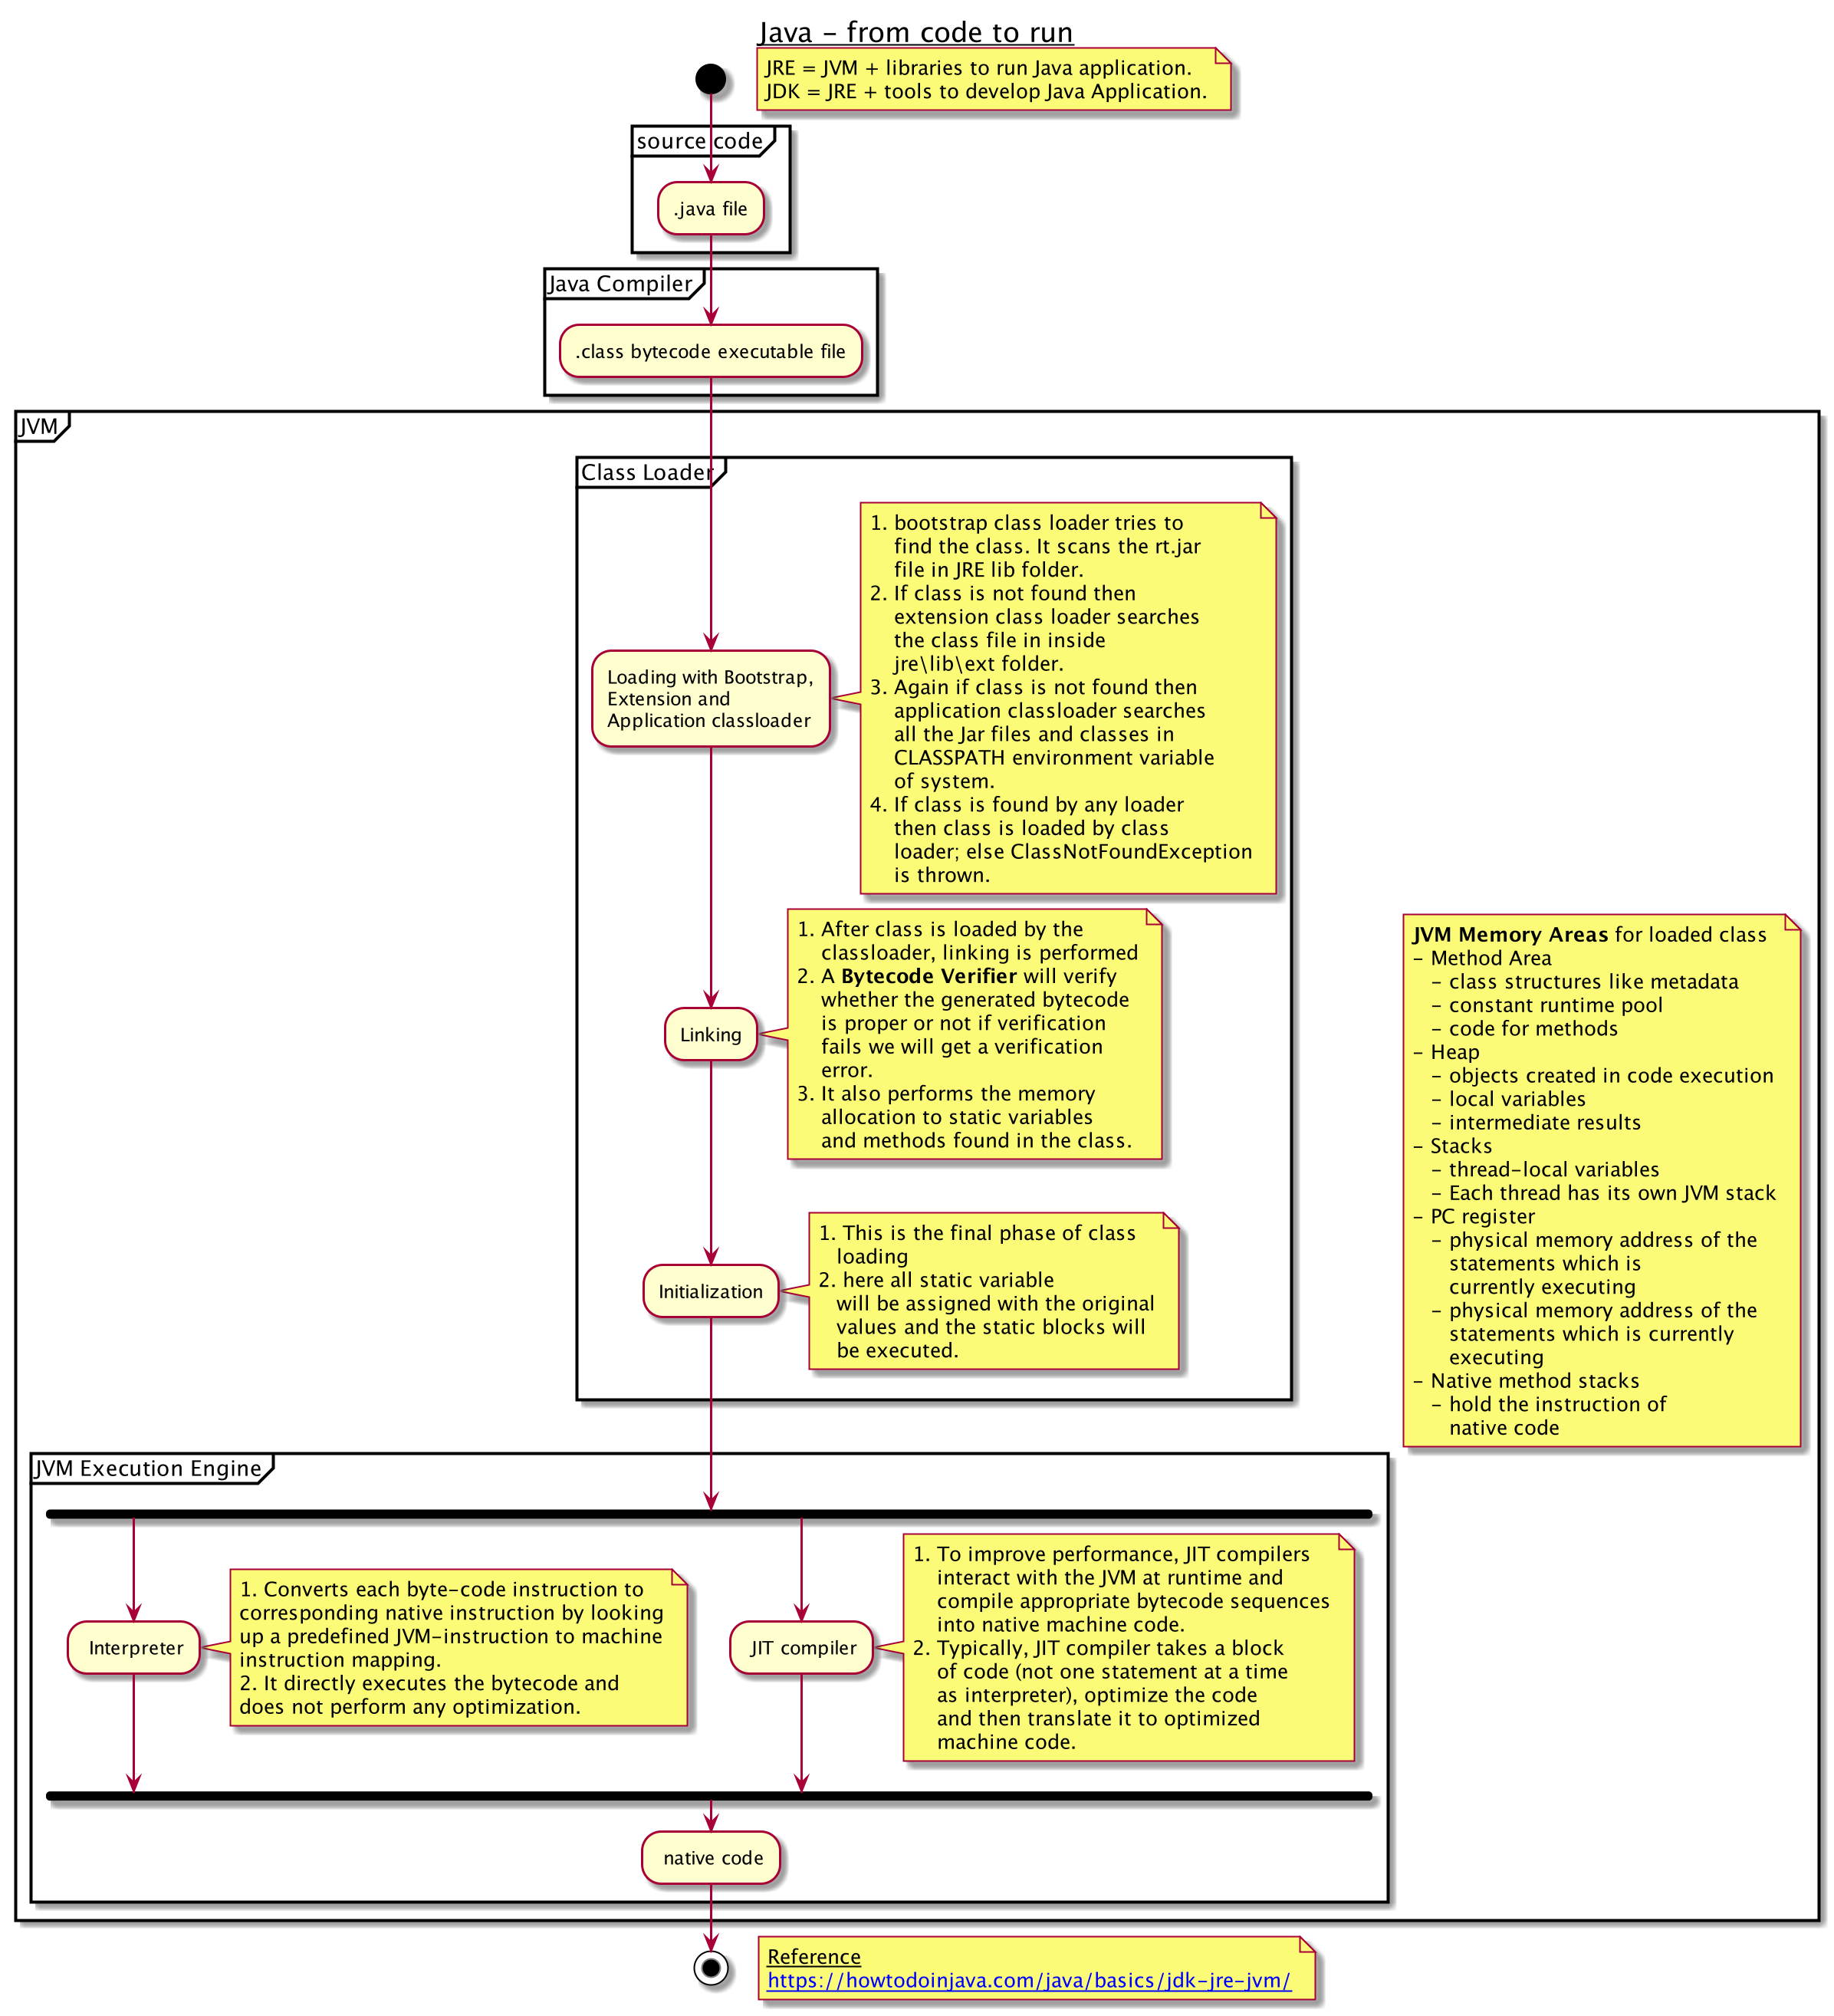 Java - from code to run
JRE = JVM + libraries to run Java application.
JDK = JRE + tools to develop Java Application.
source code
.java file
Java Compiler
.class bytecode executable file
JVM
Class Loader
1. bootstrap class loader tries to
find the class. It scans the rt.jar
file in JRE lib folder.
2. If class is not found then
extension class loader searches
the class file in inside
jre\lib\ext folder.
3. Again if class is not found then
application classloader searches
all the Jar files and classes in
CLASSPATH environment variable
of system.
4. If class is found by any loader
then class is loaded by class
loader; else ClassNotFoundException
is thrown.
Loading with Bootstrap,
Extension and
Application classloader
1. After class is loaded by the
classloader, linking is performed
2. A Bytecode Verifier will verify
whether the generated bytecode
is proper or not if verification
fails we will get a verification
error.
3. It also performs the memory
allocation to static variables
and methods found in the class.
Linking
1. This is the final phase of class
loading
2. here all static variable
will be assigned with the original
values and the static blocks will
be executed.
Initialization
JVM Memory Areas for loaded class
- Method Area
- class structures like metadata
- constant runtime pool
- code for methods
- Heap
- objects created in code execution
- local variables
- intermediate results
- Stacks
- thread-local variables
- Each thread has its own JVM stack
- PC register
- physical memory address of the
statements which is
currently executing
- physical memory address of the
statements which is currently
executing
- Native method stacks
- hold the instruction of
native code
JVM Execution Engine
1. Converts each byte-code instruction to
corresponding native instruction by looking
up a predefined JVM-instruction to machine
instruction mapping.
2. It directly executes the bytecode and
does not perform any optimization.
Interpreter
1. To improve performance, JIT compilers
interact with the JVM at runtime and
compile appropriate bytecode sequences
into native machine code.
2. Typically, JIT compiler takes a block
of code (not one statement at a time
as interpreter), optimize the code
and then translate it to optimized
machine code.
JIT compiler
native code
Reference
https://howtodoinjava.com/java/basics/jdk-jre-jvm/